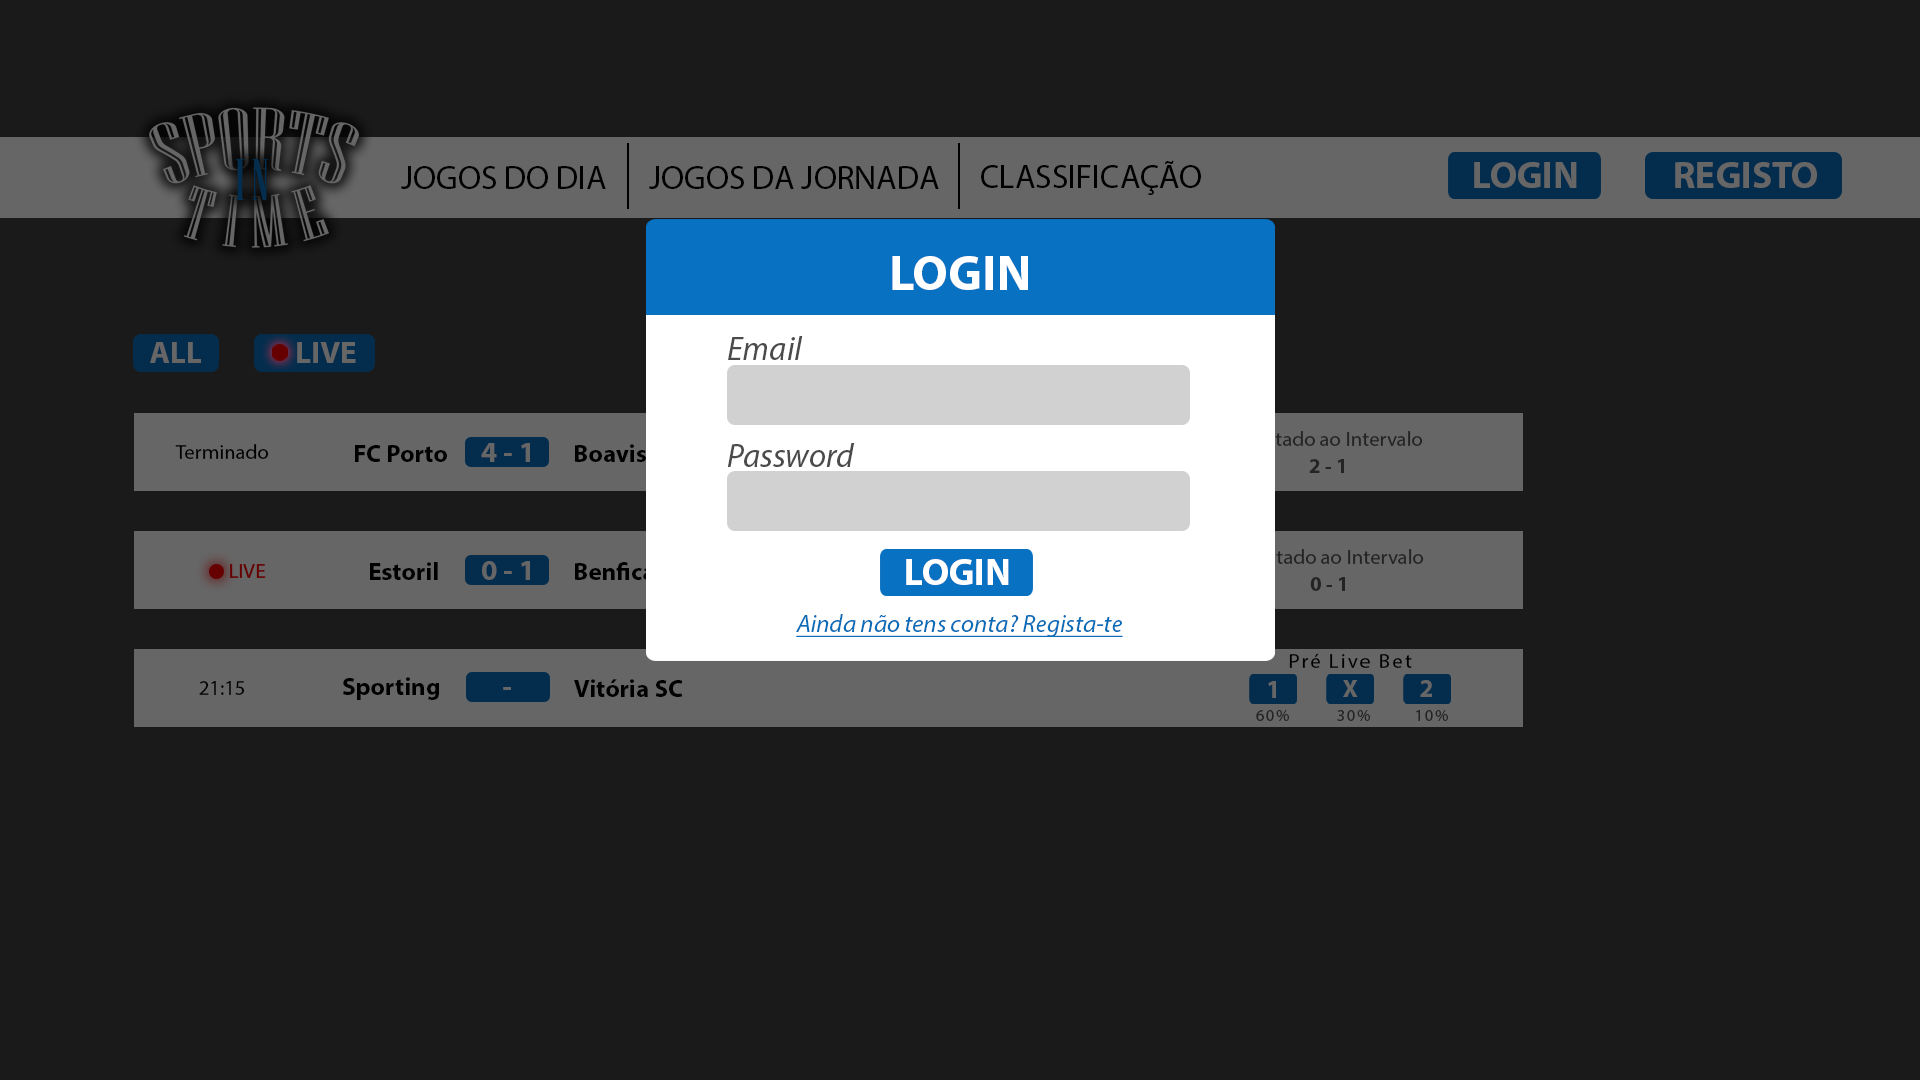 SPORTS
IN
TIME
JOGOS DO DIA
JOGOS DA JORNADA
CLASSIFICAÇÃO
LOGIN
REGISTO
LOGIN
Email
Password
LOGIN
Ainda não tens conta? Regista-te
ALL
LIVE
Terminado FC Porto 4 - 1 Boavis
tado ao Intervalo
2 - 1
LIVE Estoril 0 - 1 Benfica
tado ao Intervalo
0 - 1
21:15 Sporting - Vitória SC
Pré Live Bet
1 X 2
60% 30% 10%